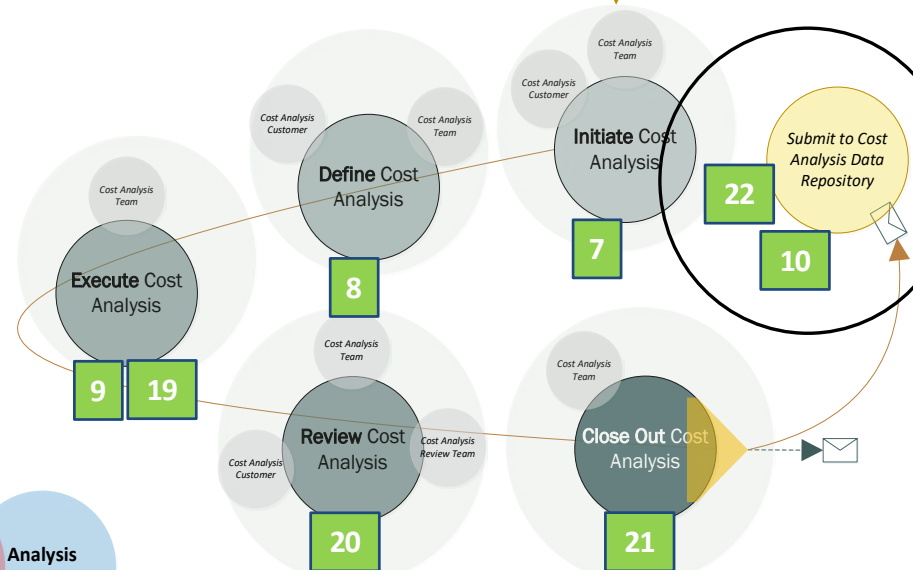 Cost Analysis
Team
Cost Analysis
Customer
Initiate Cost
Analysis
7
Submit to Cost
Analysis Data
Repository
22
10
Cost Analysis
Customer
Cost Analysis
Team
Define Cost
Analysis
8
Cost Analysis
Team
Execute Cost
Analysis
9
19
Cost Analysis
Team
Cost Analysis
Customer
Cost Analysis
Review Team
Review Cost
Analysis
20
Cost Analysis
Team
Close Out Cost
Analysis
21
Analysis